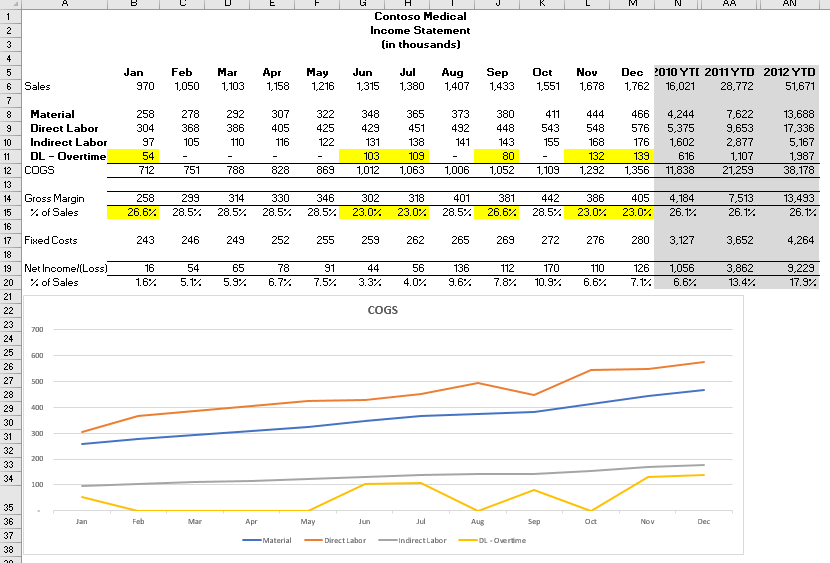 A B C D E F G H I J K L M N AA AN
1 Contoso Medical
2 Income Statement
3 (in thousands)
4
5 Jan Feb Mar Apr May Jun Jul Aug Sep Oct Nov Dec 2010 YTD 2011 YTD 2012 YTD
6 Sales 970 1,050 1,103 1,158 1,216 1,315 1,380 1,407 1,433 1,551 1,678 1,762 16,021 28,772 51,671
7
8 Material 258 278 292 307 322 348 365 373 380 411 444 466 4,244 7,622 13,688
9 Direct Labor 304 368 386 405 425 429 451 492 448 543 548 576 5,375 9,653 17,336
10 Indirect Labor 97 105 110 116 122 131 138 141 143 155 168 176 1,602 2,877 5,167
11 DL - Overtime 54 - - - - 103 109 - 80 - 132 139 616 1,107 1,987
12 COGS 712 751 788 828 869 1,012 1,063 1,006 1,052 1,109 1,292 1,356 11,838 21,259 38,178
13
14 Gross Margin 258 299 314 330 346 302 318 401 381 442 386 405 4,184 7,513 13,493
15 % of Sales 26.6% 28.5% 28.5% 28.5% 28.5% 23.0% 23.0% 28.5% 26.6% 28.5% 23.0% 23.0% 26.1% 26.1% 26.1%
16
17 Fixed Costs 243 246 249 252 255 259 262 265 269 272 276 280 3,127 3,652 4,264
18
19 Net Income/(Loss) 16 54 65 78 91 44 56 136 112 170 110 126 1,056 3,862 9,229
20 % of Sales 1.6% 5.1% 5.9% 6.7% 7.5% 3.3% 4.0% 9.6% 7.8% 10.9% 6.6% 7.1% 6.6% 13.4% 17.9%
21
22 COGS
23 700
24
25
26 600
27 500
28
29 400
30
31 300
32 200
33
34 100
35 -
36 Jan Feb Mar Apr May Jun Jul Aug Sep Oct Nov Dec
37 Material Direct Labor Indirect Labor DL - Overtime
38